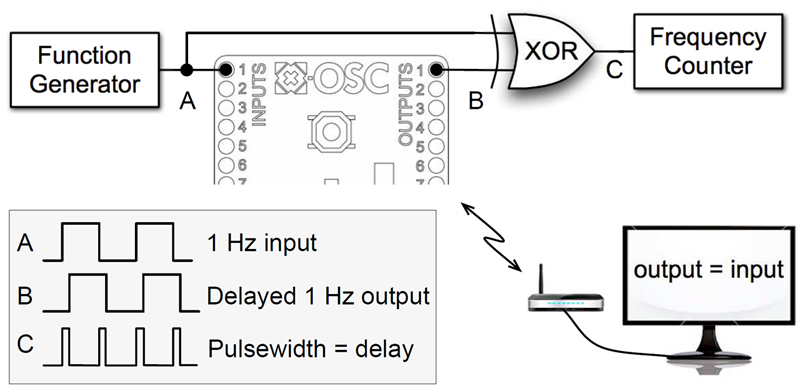 Function
Generator
A
1
2
3
4
5
6
7
INPUTS
X-OSC
OUTPUTS
1
2
3
4
5
6
7
B
XOR
C
Frequency
Counter
A
1 Hz input
B
Delayed 1 Hz output
C
Pulsewidth = delay
output = input